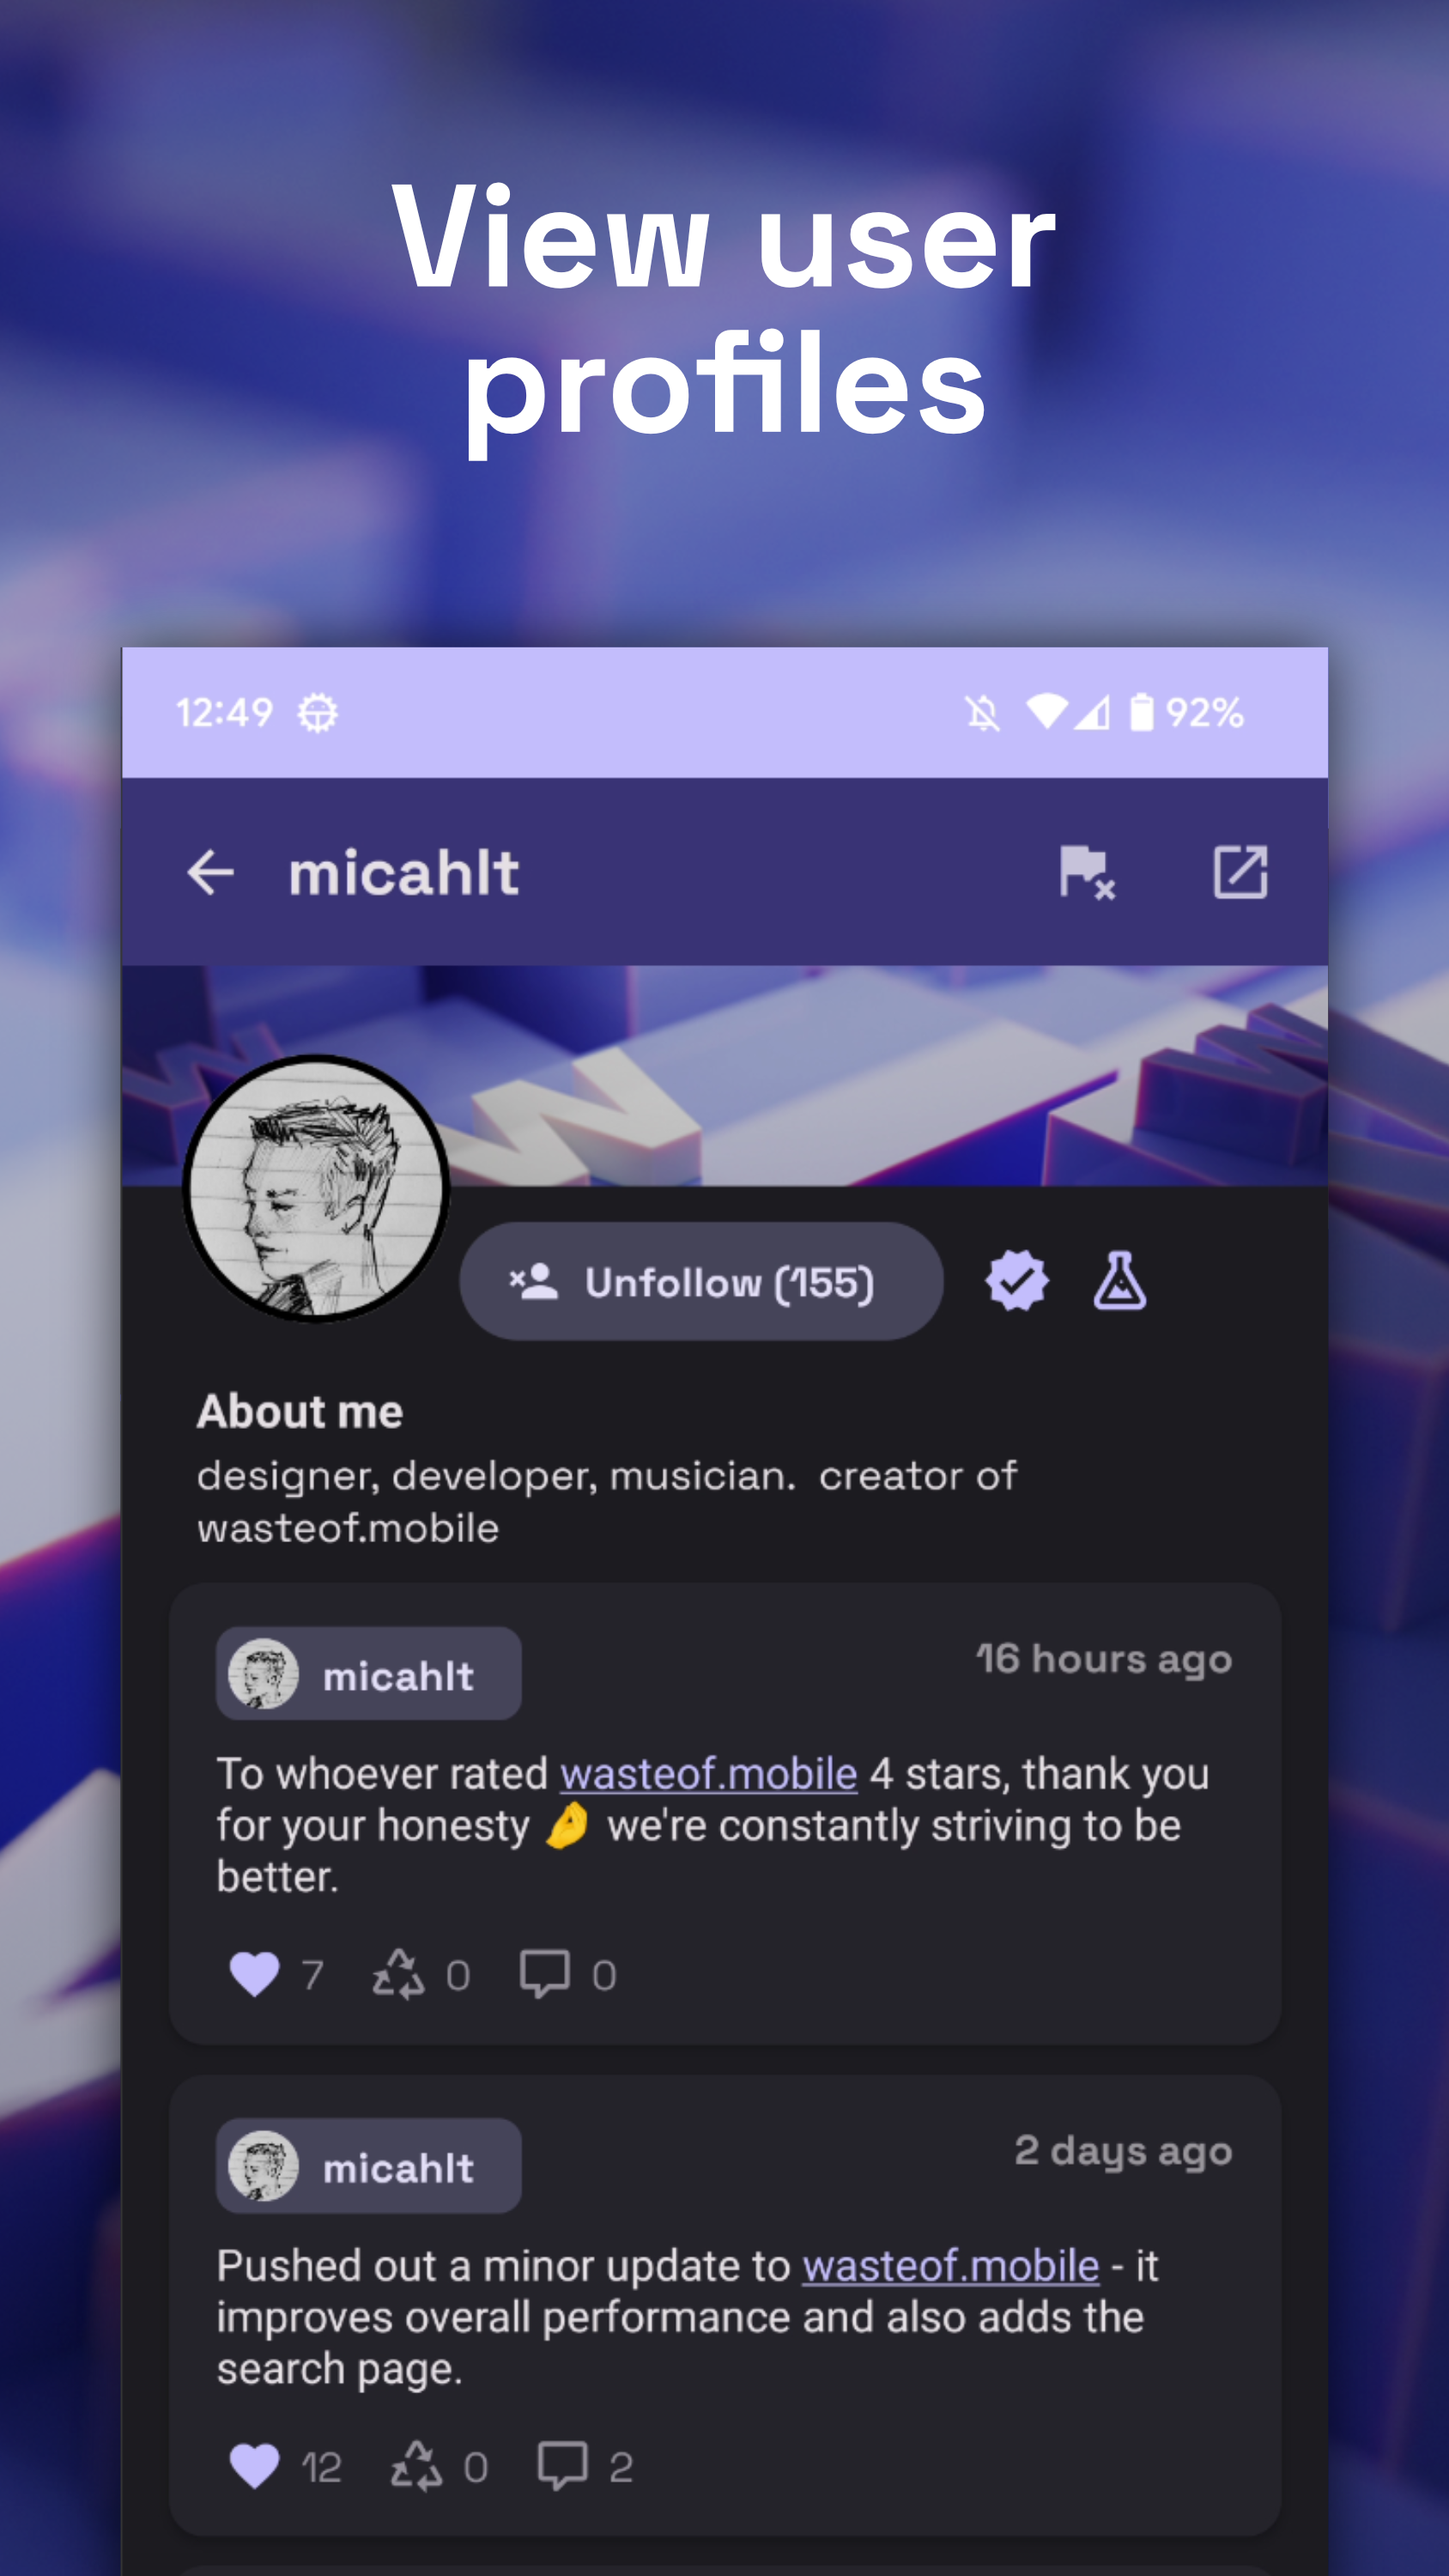 View user
profiles
12:49 92%
micahlt
Unfollow (155)
About me
designer, developer, musician.  creator of
wasteof.mobile
micahlt
16 hours ago
To whoever rated wasteof.mobile 4 stars, thank you
for your honesty 🤌 we're constantly striving to be
better.
7 0 0
micahlt
2 days ago
Pushed out a minor update to wasteof.mobile - it
improves overall performance and also adds the
search page.
12 0 2